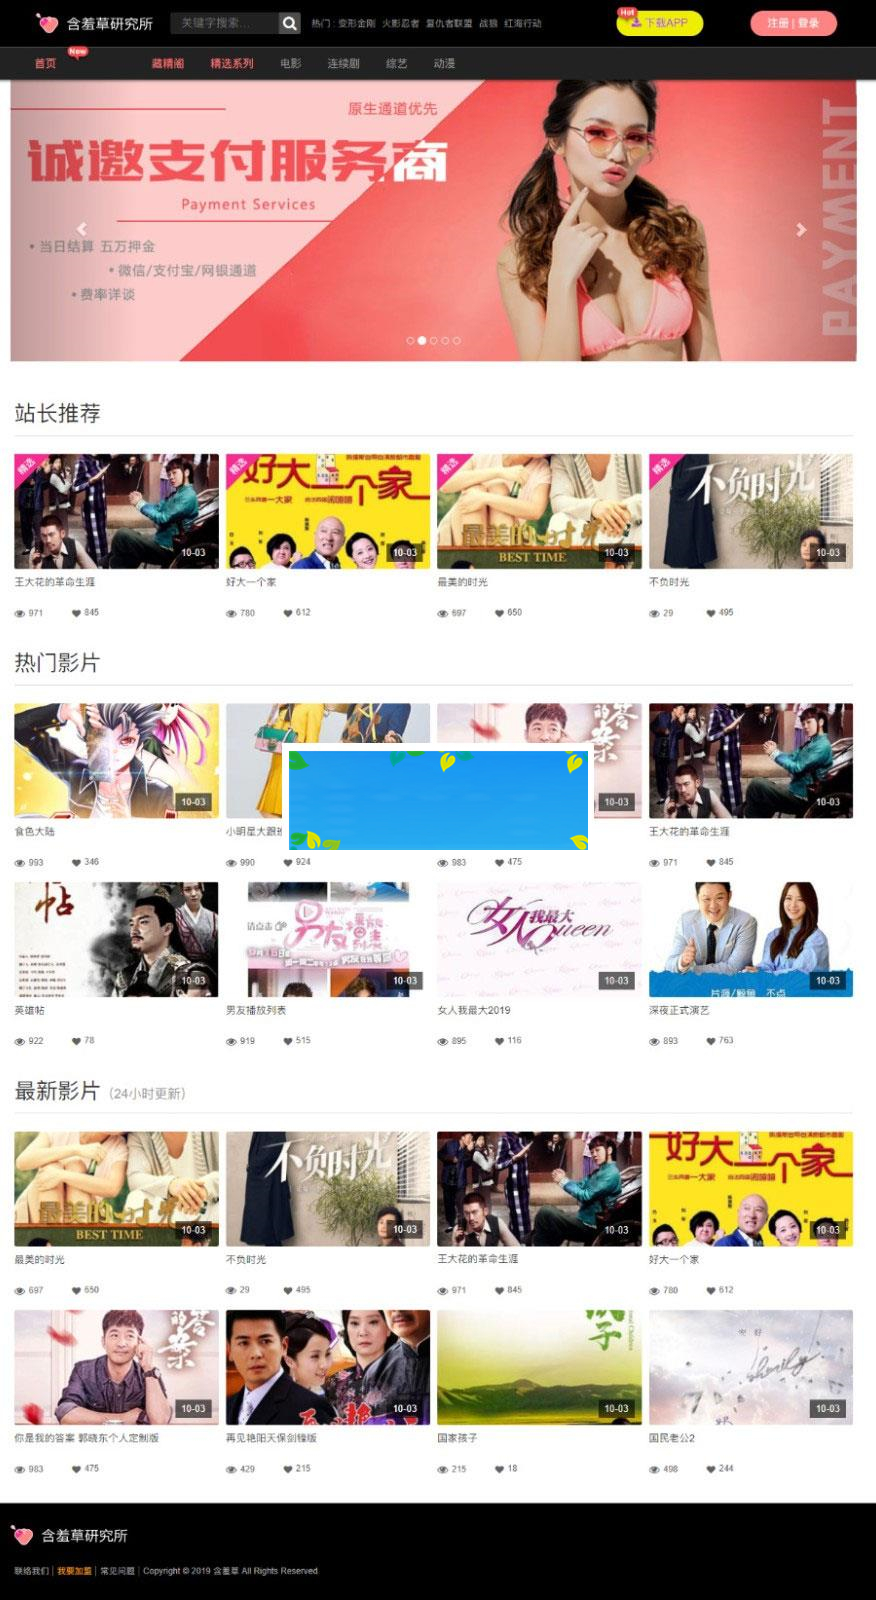 含羞草研究所
关键字搜索...
热门 : 变形金刚 火影忍者 复仇者联盟 战狼 红海行动
Hot
下载APP
注册 | 登录
首页
New
藏精阁
精选系列
电影
连续剧
综艺
动漫
原生通道优先
诚邀支付服务商
Payment Services
• 当日结算 五万押金
• 微信/支付宝/网银通道
• 费率详谈
PAYMENT
站长推荐
精选
10-03
精选
好大一个家
10-03
精选
最美的时光
BEST TIME
10-03
精选
不负时光
10-03
王大花的革命生涯
好大一个家
最美的时光
不负时光
971 845
780 612
697 650
29 495
热门影片
10-03
答案
10-03
10-03
食色大陆
小明星大跟班
王大花的革命生涯
993 346
990 924
983 475
971 845
帖
10-03
请点击
男友
10-03
女人我最大
Queen
10-03
10-03
英雄帖
男友播放列表
女人我最大2019
深夜正式演艺
922 78
919 515
895 116
893 763
最新影片 (24小时更新)
最美的时光
BEST TIME
10-03
不负时光
10-03
10-03
好大一个家
10-03
最美的时光
不负时光
王大花的革命生涯
好大一个家
697 650
29 495
971 845
780 612
答案
10-03
10-03
子
10-03
10-03
你是我的答案 郭晓东个人定制版
再见艳阳天保剑锋版
国家孩子
国民老公2
983 475
429 215
215 18
498 244
含羞草研究所
联络我们 | 我要加盟 | 常见问题 | Copyright © 2019 含羞草 All Rights Reserved.